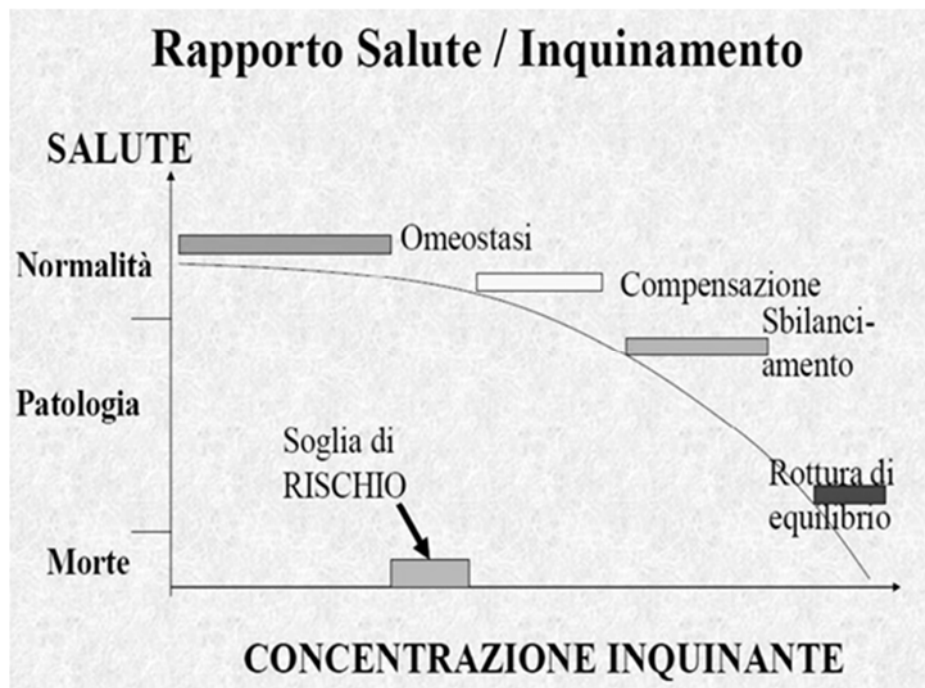 Rapporto Salute / Inquinamento
SALUTE
Omeostasi
Normalità
Compensazione
Sbilanci-
amento
Patologia
Soglia di
RISCHIO
Rottura di
equilibrio
Morte
CONCENTRAZIONE INQUINANTE